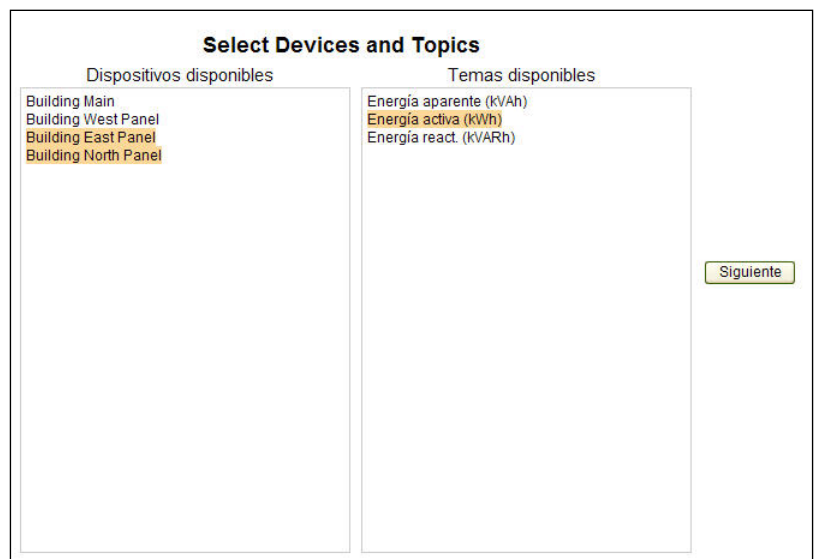 Select Devices and Topics
Dispositivos disponibles
Temas disponibles
Building Main
Building West Panel
Building East Panel
Building North Panel
Energía aparente (kVAh)
Energía activa (kWh)
Energía react. (kVARh)
Siguiente